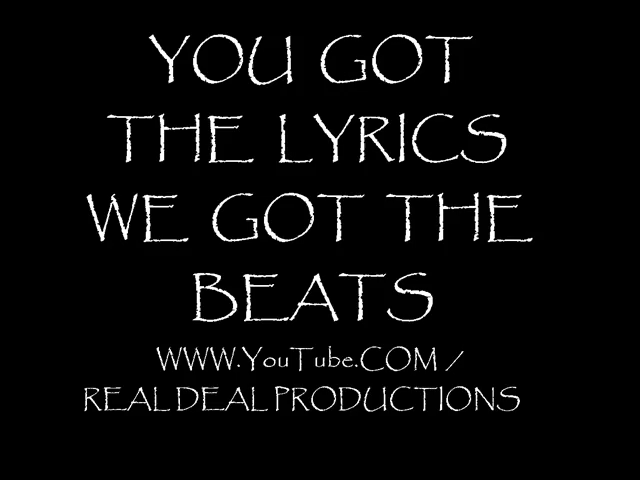 YOU GOT
THE LYRICS
WE GOT THE
BEATS
WWW.YouTube.COM /
REAL DEAL PRODUCTIONS